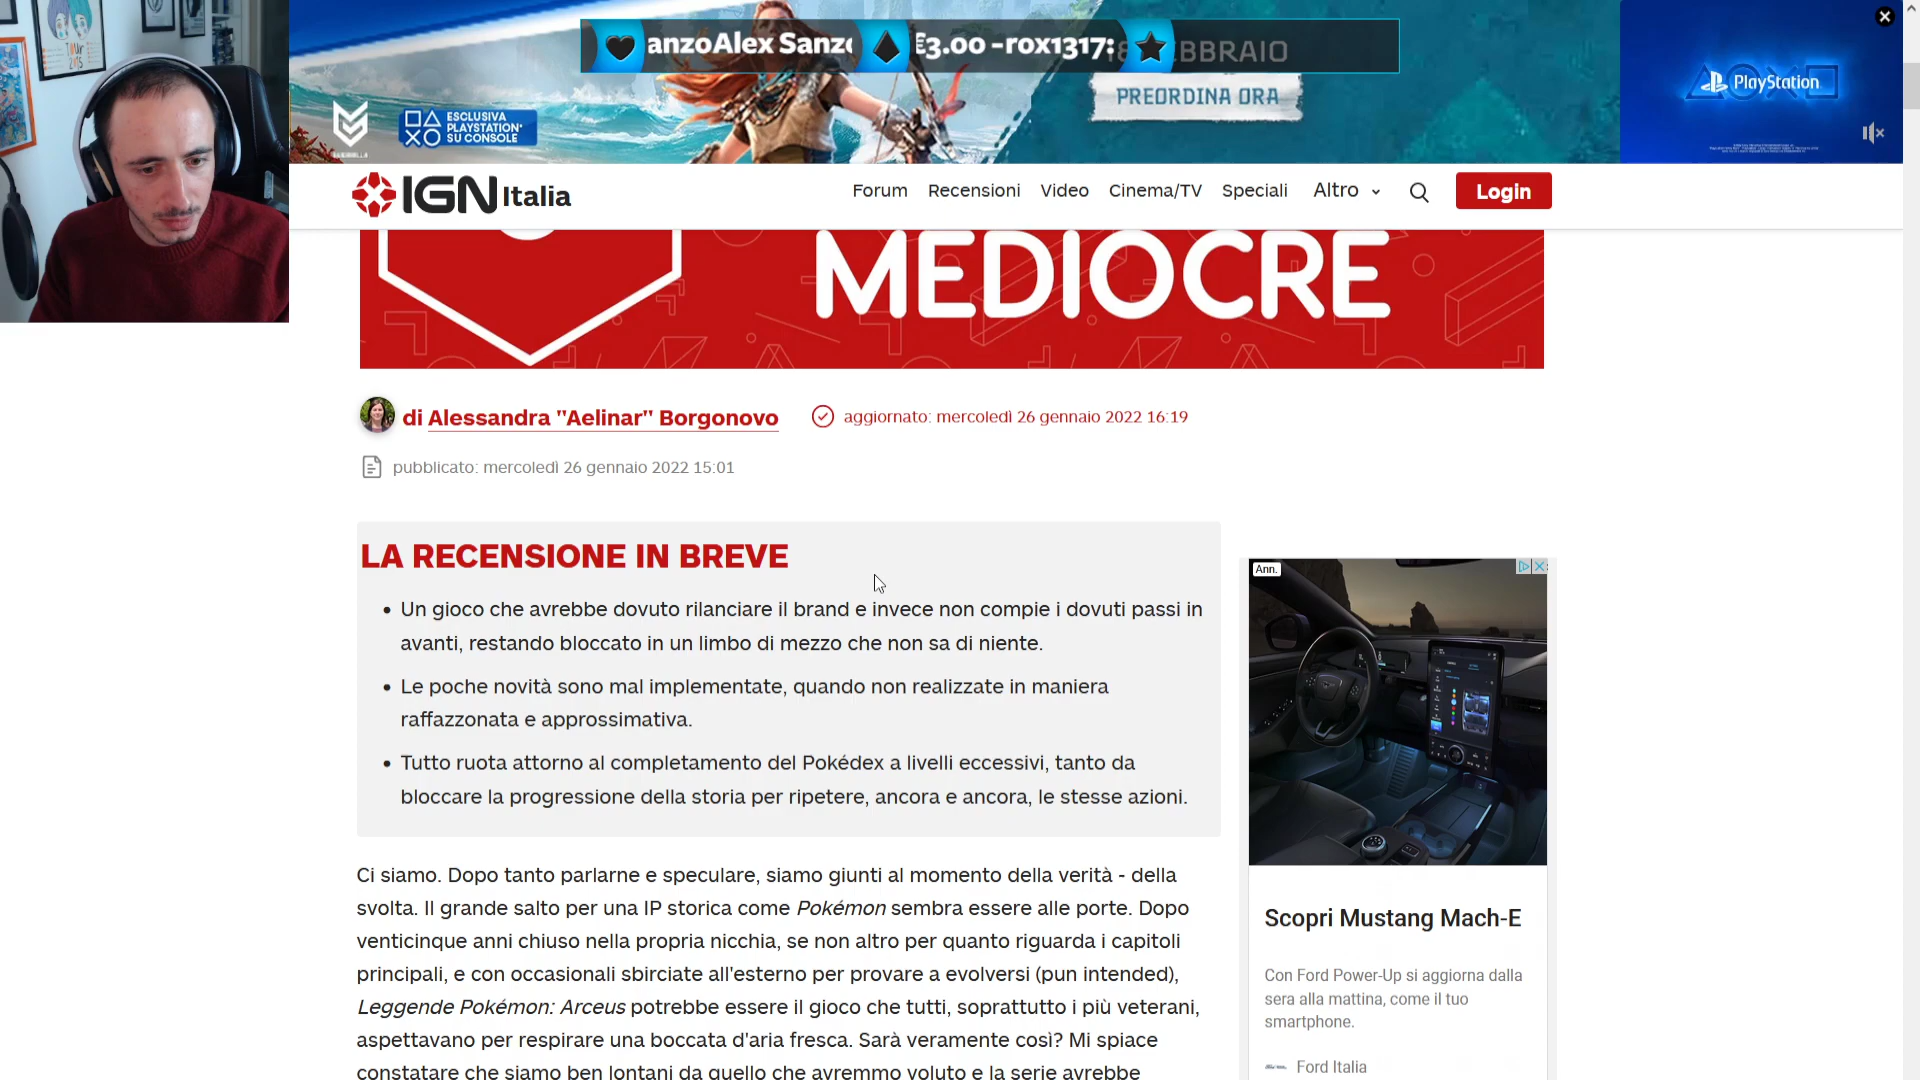 TOUR
2015
anzoAlex Sanz
€3.00 -rox1317:
BBRAIO
PREORDINA ORA
ESCLUSIVA
PLAYSTATION
SU CONSOLE
PlayStation
IGN Italia
Forum Recensioni Video Cinema/TV Speciali Altro Login
MEDIOCRE
di Alessandra "Aelinar" Borgonovo aggiornato: mercoledì 26 gennaio 2022 16:19
pubblicato: mercoledì 26 gennaio 2022 15:01
LA RECENSIONE IN BREVE
• Un gioco che avrebbe dovuto rilanciare il brand e invece non compie i dovuti passi in
avanti, restando bloccato in un limbo di mezzo che non sa di niente.
• Le poche novità sono mal implementate, quando non realizzate in maniera
raffazzonata e approssimativa.
• Tutto ruota attorno al completamento del Pokédex a livelli eccessivi, tanto da
bloccare la progressione della storia per ripetere, ancora e ancora, le stesse azioni.
Ci siamo. Dopo tanto parlarne e speculare, siamo giunti al momento della verità - della
svolta. Il grande salto per una IP storica come Pokémon sembra essere alle porte. Dopo
venticinque anni chiuso nella propria nicchia, se non altro per quanto riguarda i capitoli
principali, e con occasionali sbirciate all'esterno per provare a evolversi (pun intended),
Leggende Pokémon: Arceus potrebbe essere il gioco che tutti, soprattutto i più veterani,
aspettavano per respirare una boccata d'aria fresca. Sarà veramente così? Mi spiace
constatare che siamo ben lontani da quello che avremmo voluto e la serie avrebbe
Ann.
Scopri Mustang Mach-E
Con Ford Power-Up si aggiorna dalla
sera alla mattina, come il tuo
smartphone.
Ford Italia